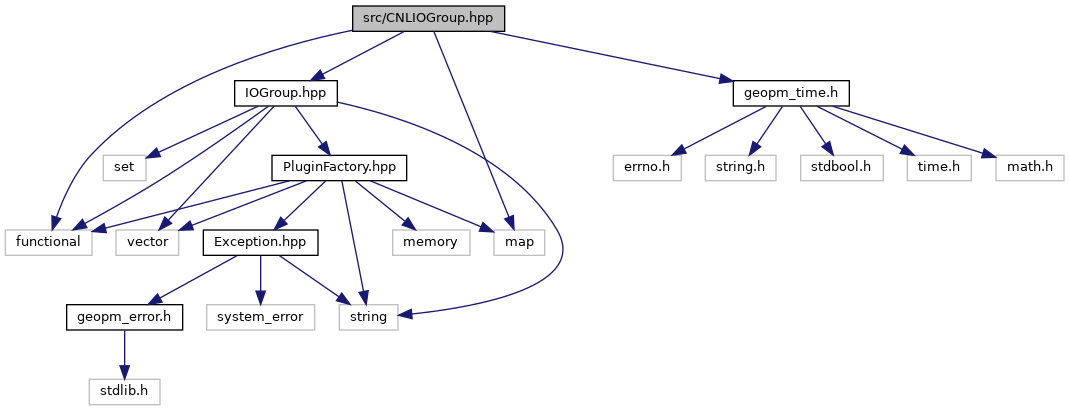 src/CNLIOGroup.hpp
IOGroup.hpp
geopm_time.h
set
PluginFactory.hpp
errno.h
string.h
stdbool.h
time.h
math.h
functional
vector
Exception.hpp
memory
map
geopm_error.h
system_error
string
stdlib.h